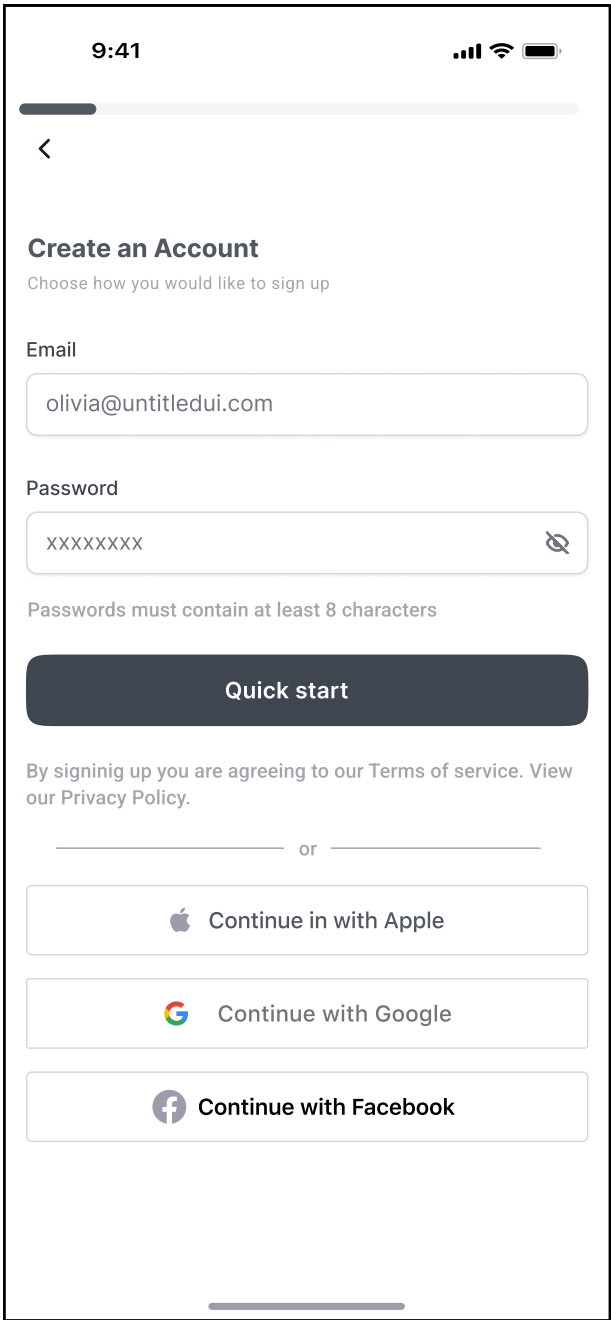 9:41
Create an Account
Choose how you would like to sign up
Email
olivia@untitledui.com
Password
xxxxxxxx
Passwords must contain at least 8 characters
Quick start
By signinig up you are agreeing to our Terms of service. View
our Privacy Policy.
or
Continue in with Apple
Continue with Google
Continue with Facebook